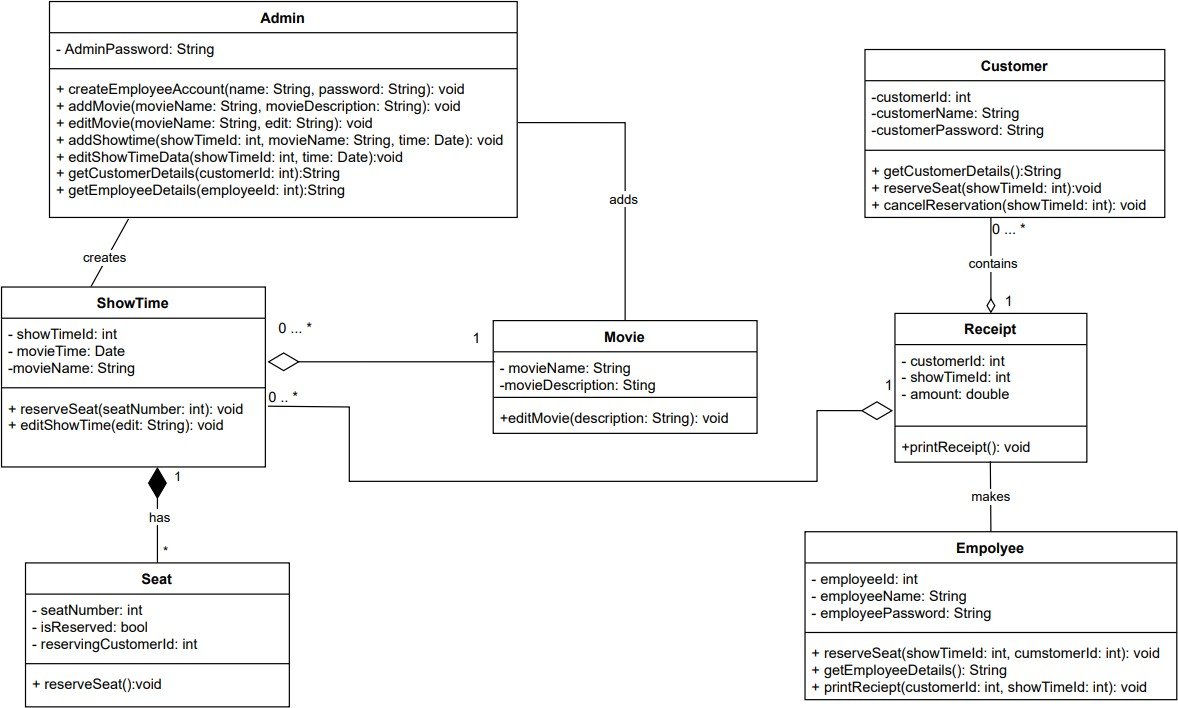 Admin
- AdminPassword: String
+ createEmployeeAccount(name: String, password: String): void
+ addMovie(movieName: String, movieDescription: String): void
+ editMovie(movieName: String, edit: String): void
+ addShowtime(showTimeId: int, movieName: String, time: Date): void
+ editShowTimeData(showTimeId: int, time: Date):void
+ getCustomerDetails(customerId: int):String
+ getEmployeeDetails(employeeId: int):String
Customer
-customerId: int
-customerName: String
-customerPassword: String
+ getCustomerDetails():String
+ reserveSeat(showTimeId: int):void
+ cancelReservation(showTimeId: int): void
adds
creates
0 ... *
contains
1
ShowTime
- showTimeId: int
- movieTime: Date
-movieName: String
+ reserveSeat(seatNumber: int): void
+ editShowTime(edit: String): void
0 ... *
1
0 .. *
Movie
- movieName: String
-movieDescription: Sting
+editMovie(description: String): void
Receipt
- customerId: int
- showTimeId: int
- amount: double
+printReceipt(): void
1
1
has
*
makes
Seat
- seatNumber: int
- isReserved: bool
- reservingCustomerId: int
+ reserveSeat():void
Empolyee
- employeeId: int
- employeeName: String
- employeePassword: String
+ reserveSeat(showTimeId: int, cumstomerId: int): void
+ getEmployeeDetails(): String
+ printReciept(customerId: int, showTimeId: int): void